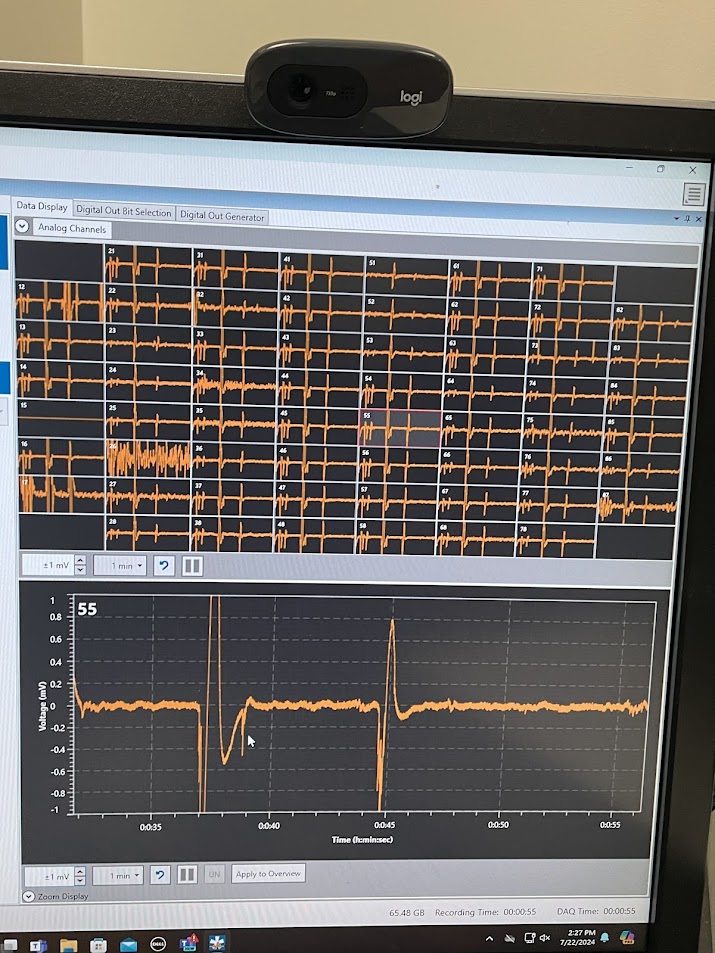 720p
logi
Data Display Digital Out Bit Selection Digital Out Generator
Analog Channels
21 31 41 51 61 71
12 22 32 42 52 62 72 82
13 23 33 43 53 63 73 83
14 24 34 44 54 64 74 84
15 25 35 45 55 65 75 85
16 26 36 46 56 66 76 86
17 27 37 47 57 67 77 87
28 38 48 58 68 78
±1 mV 1 min
55
1
0.8
0.6
0.4
0.2
0
-0.2
-0.4
-0.6
-0.8
-1
Voltage (mV)
0:0:35 0:0:40 0:0:45 0:0:50 0:0:55
Time (h:min:sec)
±1 mV 1 min UN Apply to Overview
Zoom Display
65.48 GB Recording Time: 00:00:55 DAQ Time: 00:00:55
DELL
2:27 PM
7/22/2024